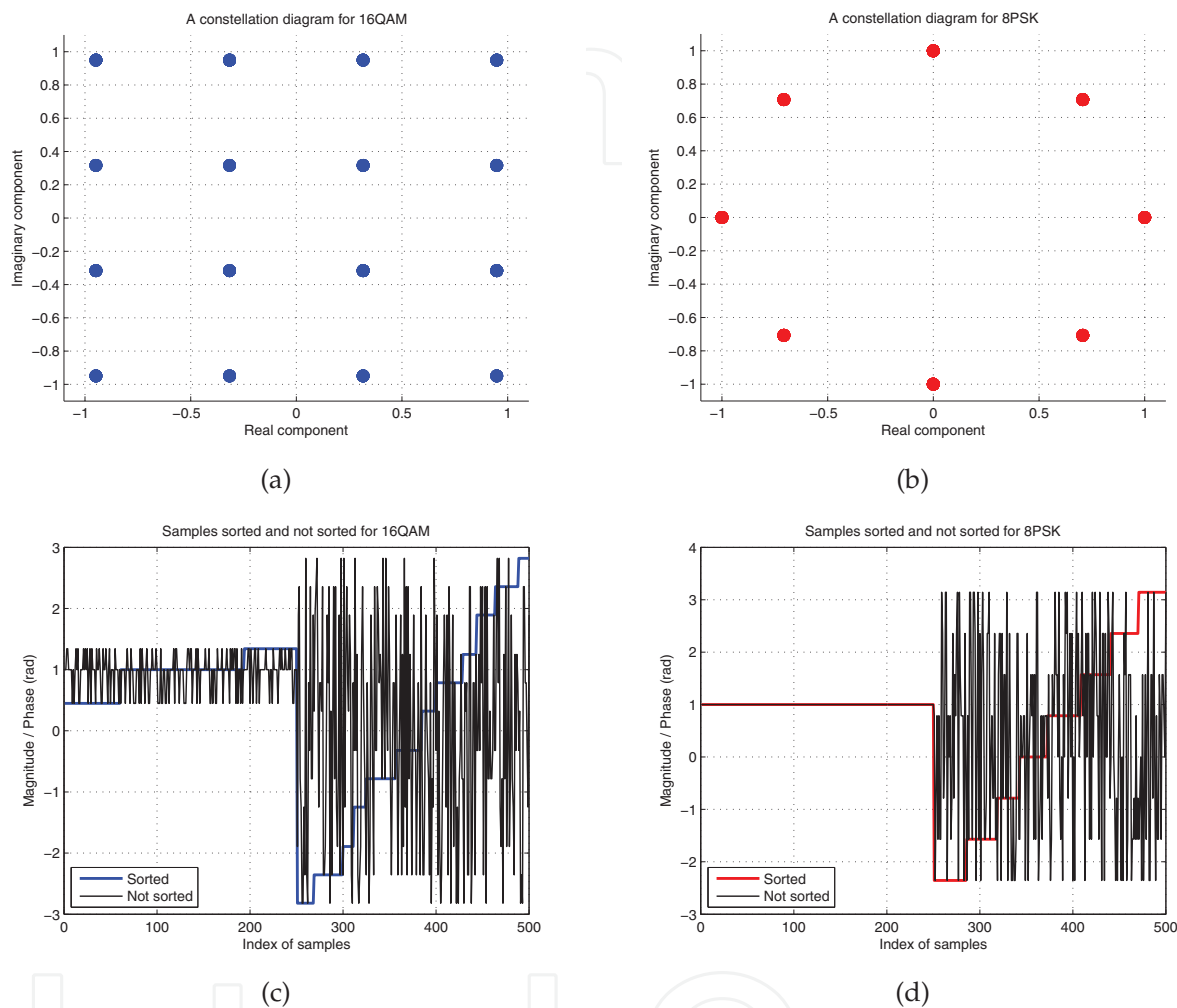 A constellation diagram for 16QAM
1
0.8
0.6
0.4
0.2
0
−0.2
−0.4
−0.6
−0.8
−1
−1 −0.5 0 0.5 1
Imaginary component
Real component
(a)
A constellation diagram for 8PSK
1
0.8
0.6
0.4
0.2
0
−0.2
−0.4
−0.6
−0.8
−1
−1 −0.5 0 0.5 1
Imaginary component
Real component
(b)
Samples sorted and not sorted for 16QAM
3
2
1
0
−1
−2
−3
0 100 200 300 400 500
Magnitude / Phase (rad)
Index of samples
Sorted
Not sorted
(c)
Samples sorted and not sorted for 8PSK
4
3
2
1
0
−1
−2
−3
0 100 200 300 400 500
Magnitude / Phase (rad)
Index of samples
Sorted
Not sorted
(d)